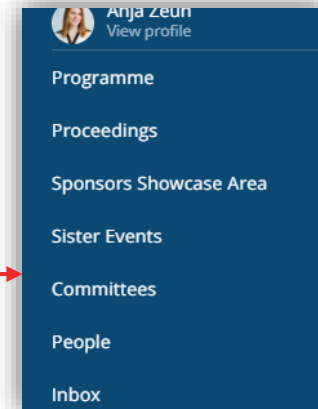 Anja Zeun
View profile
Programme
Proceedings
Sponsors Showcase Area
Sister Events
Committees
People
Inbox